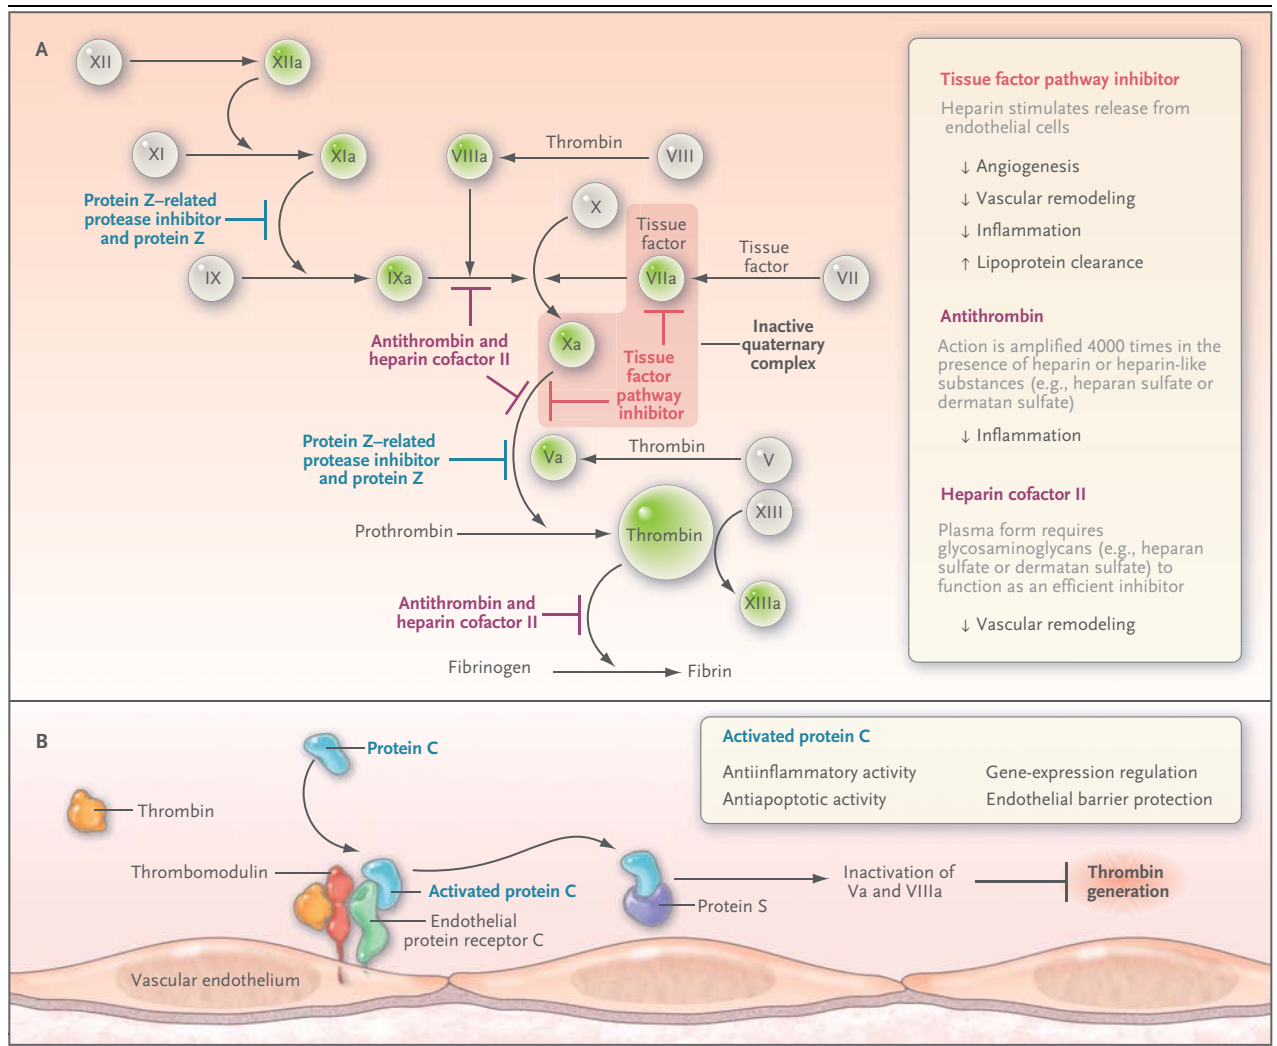 A
XII
XIIa
XI
XIa
VIIIa
Thrombin
VIII
Protein Z–related
protease inhibitor
and protein Z
X
Tissue
factor
IX
IXa
VIIa
Tissue
factor
VII
Antithrombin and
heparin cofactor II
Xa
Tissue
factor
pathway
inhibitor
Inactive
quaternary
complex
Protein Z–related
protease inhibitor
and protein Z
Va
Thrombin
V
Prothrombin
Thrombin
XIII
XIIIa
Antithrombin and
heparin cofactor II
Fibrinogen
Fibrin
Tissue factor pathway inhibitor
Heparin stimulates release from
endothelial cells
↓ Angiogenesis
↓ Vascular remodeling
↓ Inflammation
↑ Lipoprotein clearance
Antithrombin
Action is amplified 4000 times in the
presence of heparin or heparin-like
substances (e.g., heparan sulfate or
dermatan sulfate)
↓ Inflammation
Heparin cofactor II
Plasma form requires
glycosaminoglycans (e.g., heparan
sulfate or dermatan sulfate) to
function as an efficient inhibitor
↓ Vascular remodeling
B
Protein C
Thrombin
Thrombomodulin
Activated protein C
Endothelial
protein receptor C
Vascular endothelium
Protein S
Inactivation of
Va and VIIIa
Thrombin
generation
Activated protein C
Antiinflammatory activity
Gene-expression regulation
Antiapoptotic activity
Endothelial barrier protection